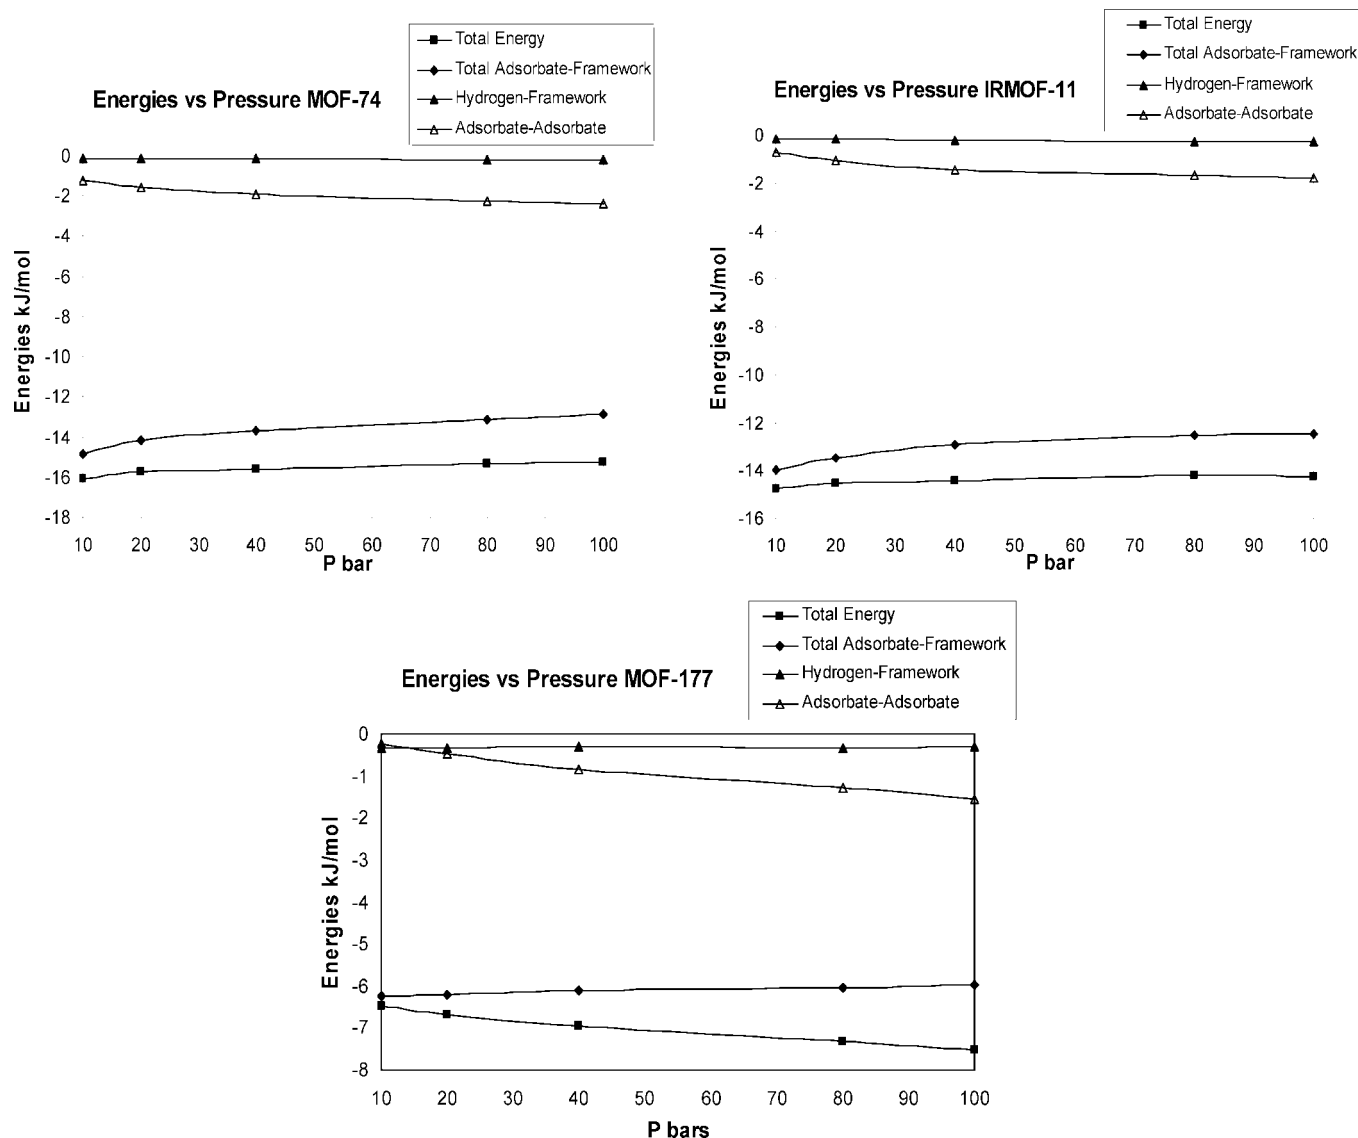 Total Energy
Total Adsorbate-Framework
Hydrogen-Framework
Adsorbate-Adsorbate
Energies vs Pressure MOF-74
0
-2
-4
-6
-8
-10
-12
-14
-16
-18
Energies kJ/mol
10 20 30 40 50 60 70 80 90 100
P bar
Total Energy
Total Adsorbate-Framework
Hydrogen-Framework
Adsorbate-Adsorbate
Energies vs Pressure IRMOF-11
0
-2
-4
-6
-8
-10
-12
-14
-16
Energies kJ/mol
10 20 30 40 50 60 70 80 90 100
P bar
Total Energy
Total Adsorbate-Framework
Hydrogen-Framework
Adsorbate-Adsorbate
Energies vs Pressure MOF-177
0
-1
-2
-3
-4
-5
-6
-7
-8
Energies kJ/mol
10 20 30 40 50 60 70 80 90 100
P bars